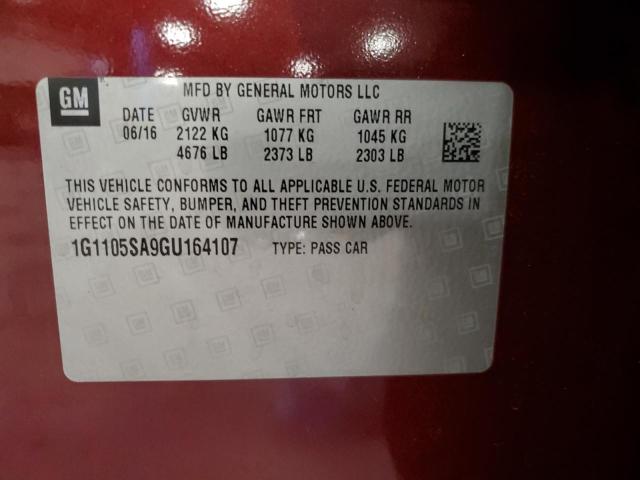 GM
MFD BY GENERAL MOTORS LLC
DATE GVWR GAWR FRT GAWR RR
06/16 2122 KG 1077 KG 1045 KG
4676 LB 2373 LB 2303 LB
THIS VEHICLE CONFORMS TO ALL APPLICABLE U.S. FEDERAL MOTOR
VEHICLE SAFETY, BUMPER, AND THEFT PREVENTION STANDARDS IN
EFFECT ON THE DATE OF MANUFACTURE SHOWN ABOVE.
1G1105SA9GU164107 TYPE: PASS CAR